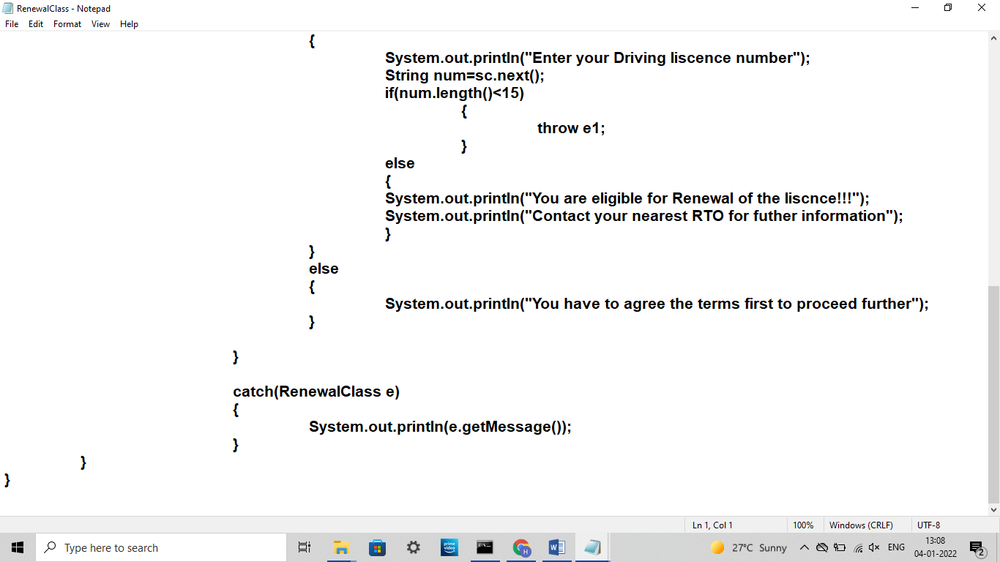 RenewalClass - Notepad
File Edit Format View Help
{
System.out.println("Enter your Driving liscence number");
String num=sc.next();
if(num.length()<15)
{
throw e1;
}
else
{
System.out.println("You are eligible for Renewal of the liscnce!!!");
System.out.println("Contact your nearest RTO for futher information");
}
}
else
{
System.out.println("You have to agree the terms first to proceed further");
}
}
catch(RenewalClass e)
{
System.out.println(e.getMessage());
}
}
}
Ln 1, Col 1 100% Windows (CRLF) UTF-8
Type here to search
prime video
C:\.
H
W
27°C Sunny
ENG
13:08
04-01-2022
2